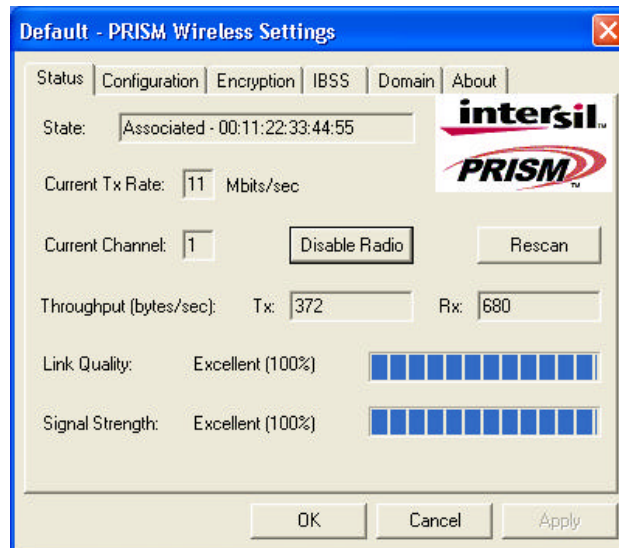 Default - PRISM Wireless Settings
Status Configuration Encryption IBSS Domain About
State: Associated - 00:11:22:33:44:55
intersil™
PRISM™
Current Tx Rate: 11 Mbits/sec
Current Channel: 1 Disable Radio Rescan
Throughput (bytes/sec): Tx: 372 Rx: 680
Link Quality: Excellent (100%)
Signal Strength: Excellent (100%)
OK Cancel Apply